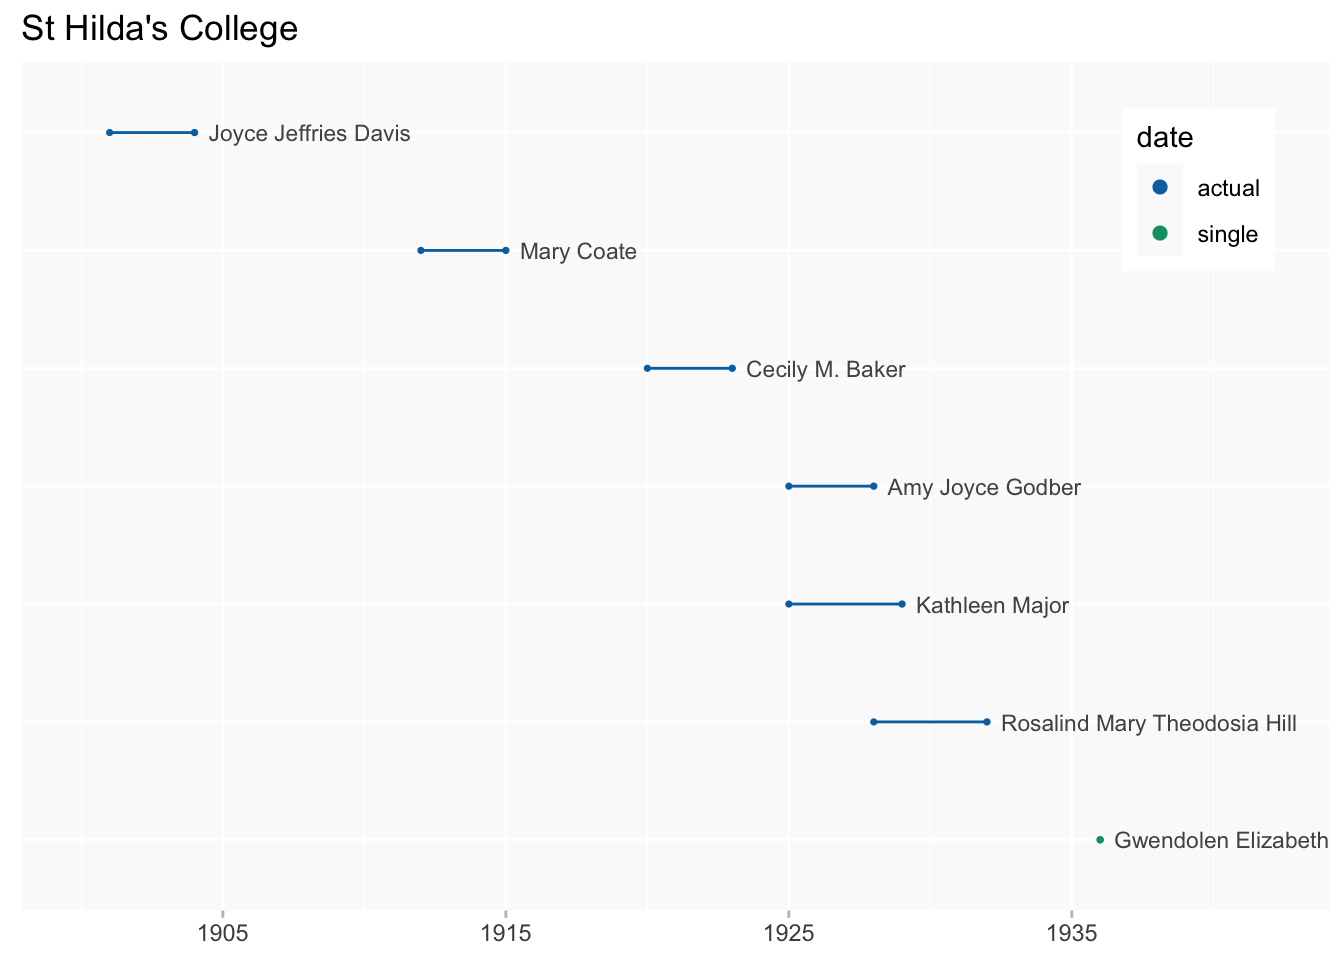 St Hilda's College
Joyce Jeffries Davis
date
actual
single
Mary Coate
Cecily M. Baker
Amy Joyce Godber
Kathleen Major
Rosalind Mary Theodosia Hill
Gwendolen Elizabeth
1905 1915 1925 1935